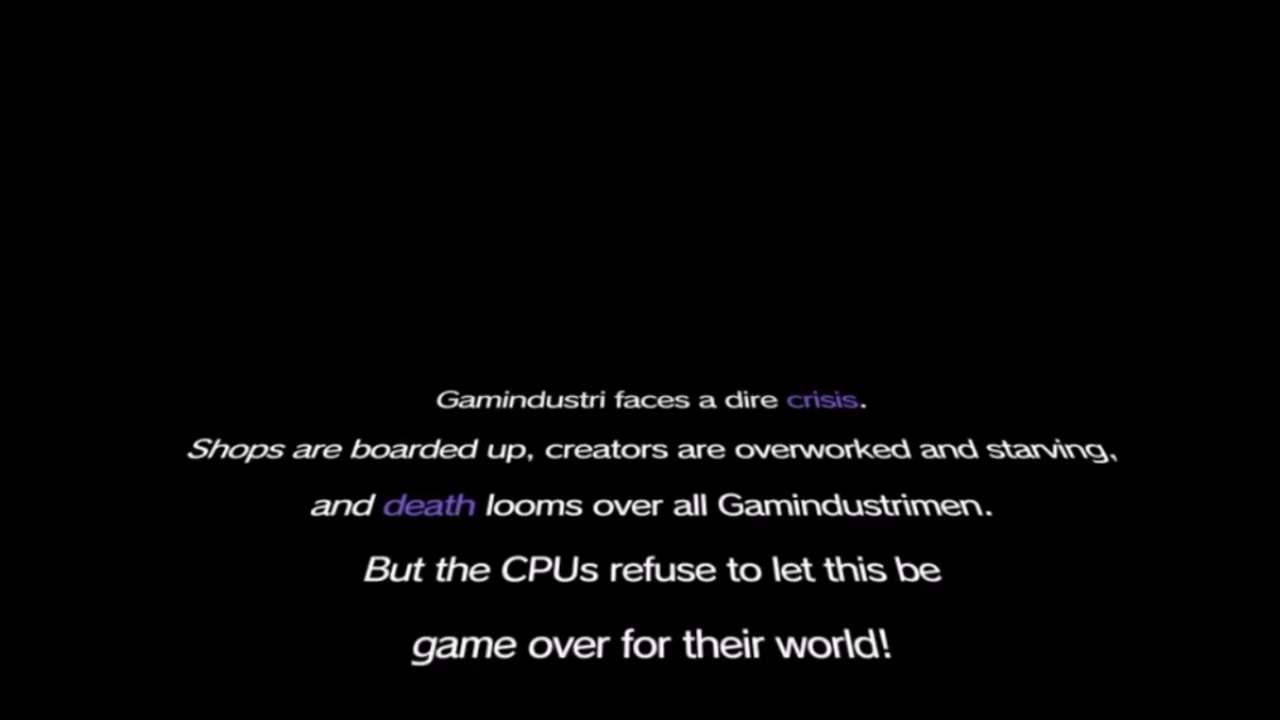 Gamindustri faces a dire crisis.
Shops are boarded up, creators are overworked and starving,
and death looms over all Gamindustrimen.
But the CPUs refuse to let this be
game over for their world!